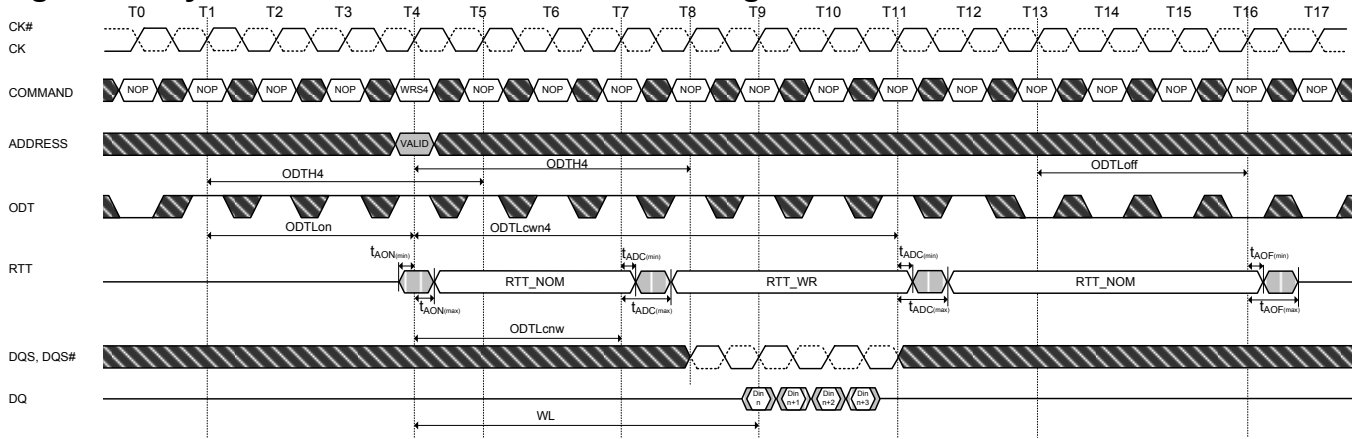 T0 T1 T2 T3 T4 T5 T6 T7 T8 T9 T10 T11 T12 T13 T14 T15 T16 T17
CK#
CK
COMMAND NOP NOP NOP NOP WRS4 NOP NOP NOP NOP NOP NOP NOP NOP NOP NOP NOP NOP NOP
ADDRESS VALID
ODTH4 ODTH4 ODTLoff
ODT
ODTLon ODTLcwn4
tAON(min) tADC(min) tADC(min) tAOF(min)
RTT RTT_NOM RTT_WR RTT_NOM
tAON(max) tADC(max) tADC(max) tAOF(max)
ODTLcnw
DQS, DQS#
DQ Din n Din n+1 Din n+2 Din n+3
WL